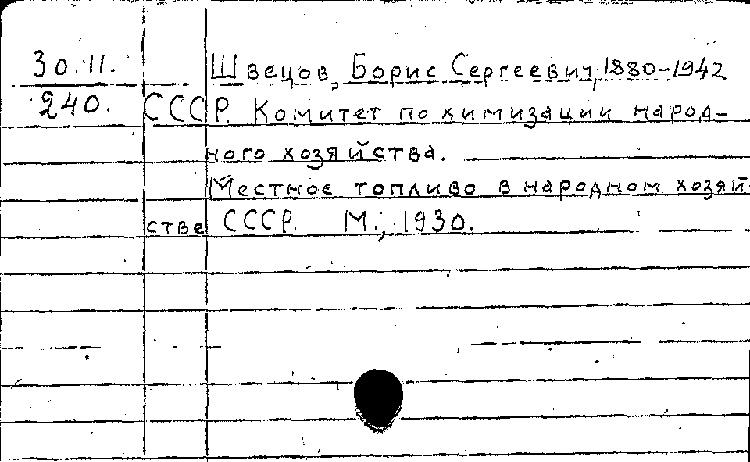 30.11. Швецов, Борис Сергеевич, 1880-1942
240. СССР. Комитет по химизации народ-
ного хозяйства.
Местное топливо в народном хозяй
стве СССР. М., 1930.